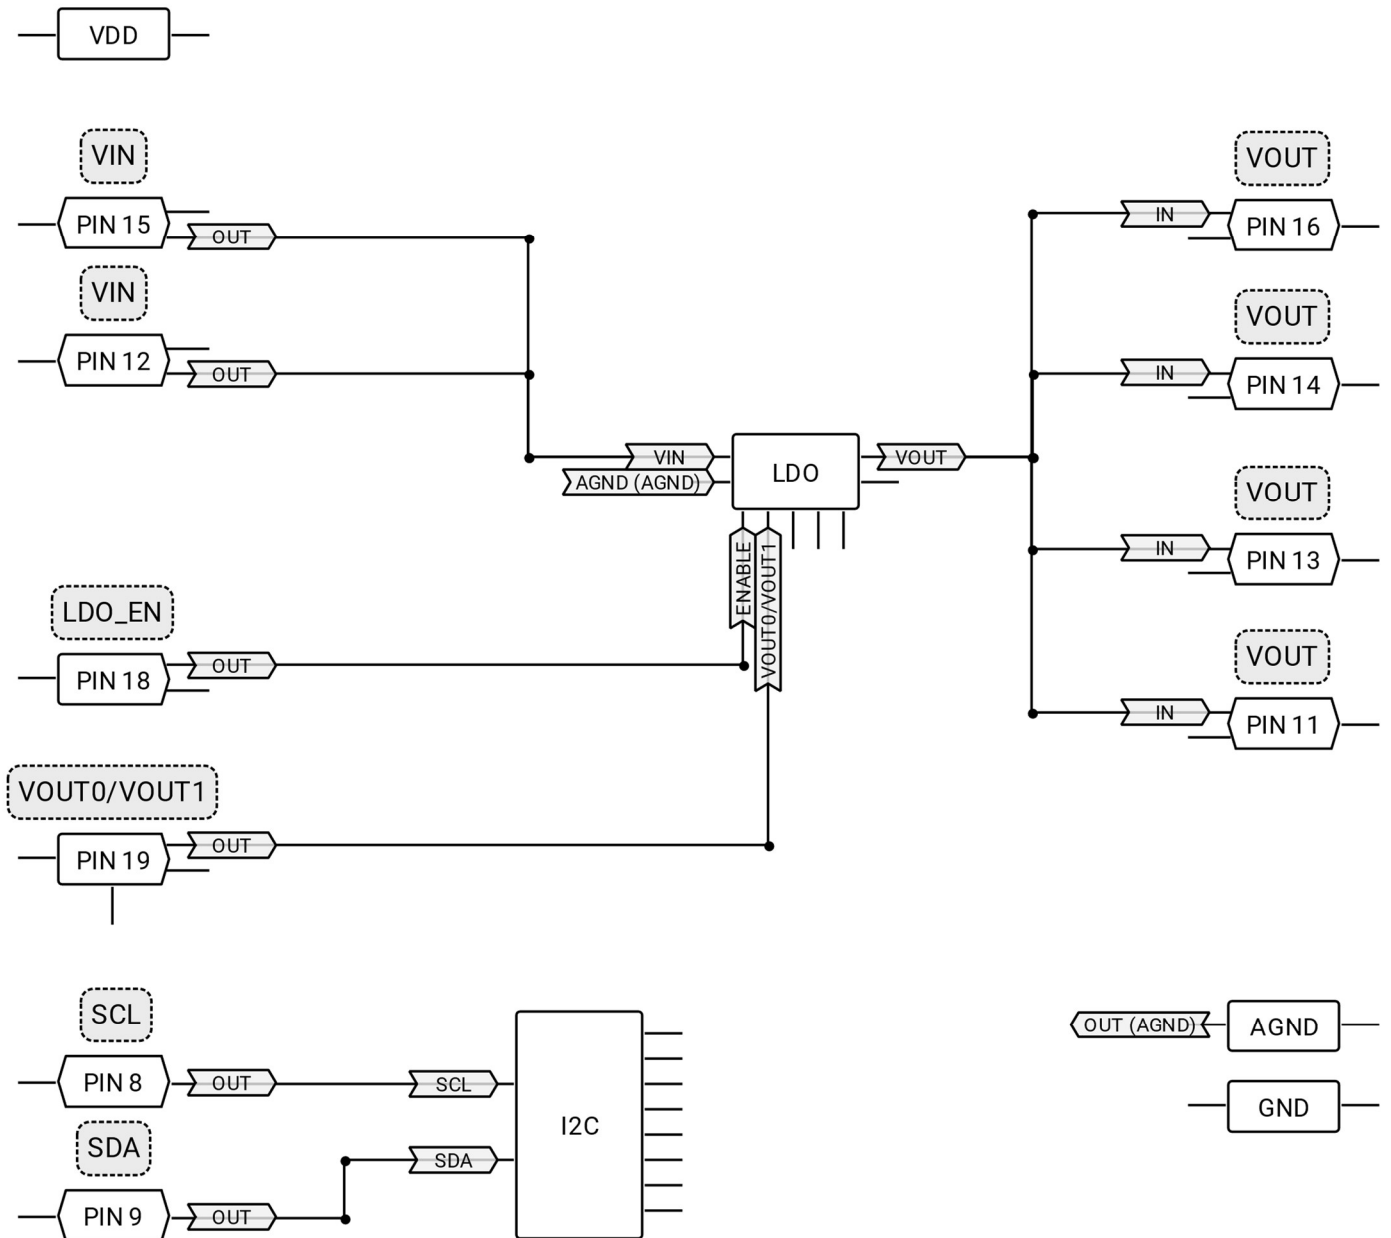 VDD
VIN
VOUT
PIN 15
OUT
IN
PIN 16
VIN
VOUT
PIN 12
OUT
IN
PIN 14
VIN
LDO
VOUT
AGND (AGND)
VOUT
IN
PIN 13
ENABLE
VOUT0/VOUT1
LDO_EN
PIN 18
OUT
VOUT
IN
PIN 11
VOUT0/VOUT1
PIN 19
OUT
SCL
PIN 8
OUT
SCL
I2C
SDA
SDA
PIN 9
OUT
OUT (AGND)
AGND
GND